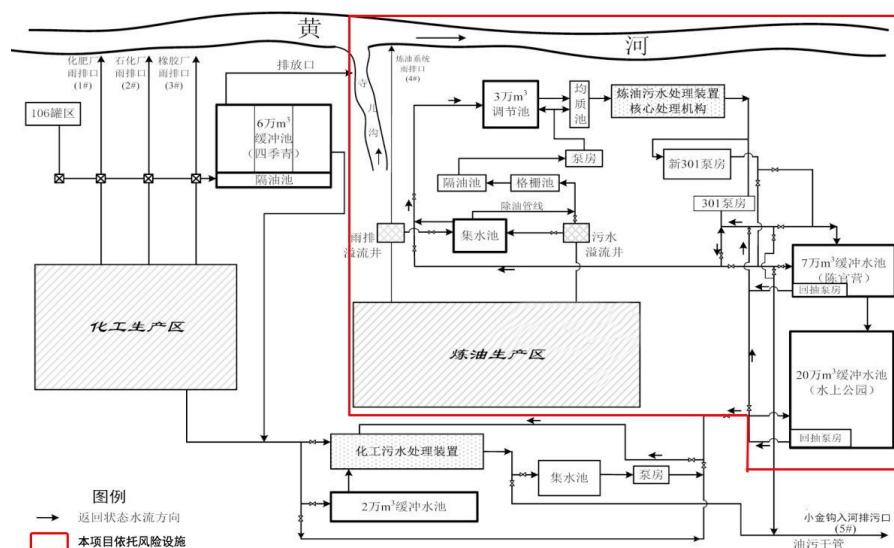 黄
河
化肥厂
雨排口
(1#)
石化厂
雨排口
(2#)
橡胶厂
雨排口
(3#)
排放口
寺儿沟
炼油系统
雨排口
(4#)
106罐区
6万m³
缓冲池
(四季青)
隔油池
3万m³
调节池
均质池
炼油污水处理装置
核心处理机构
泵房
新301泵房
隔油池
格栅池
301泵房
除油管线
雨排
溢流井
集水池
污水
溢流井
7万m³缓冲水池
(陈官营)
回抽泵房
化工生产区
炼油生产区
20万m³缓冲水池
(水上公园)
回抽泵房
化工污水处理装置
集水池
泵房
2万m³缓冲水池
图例
返回状态水流方向
本项目依托风险设施
小金钩入河排污口
(5#)
油污干管